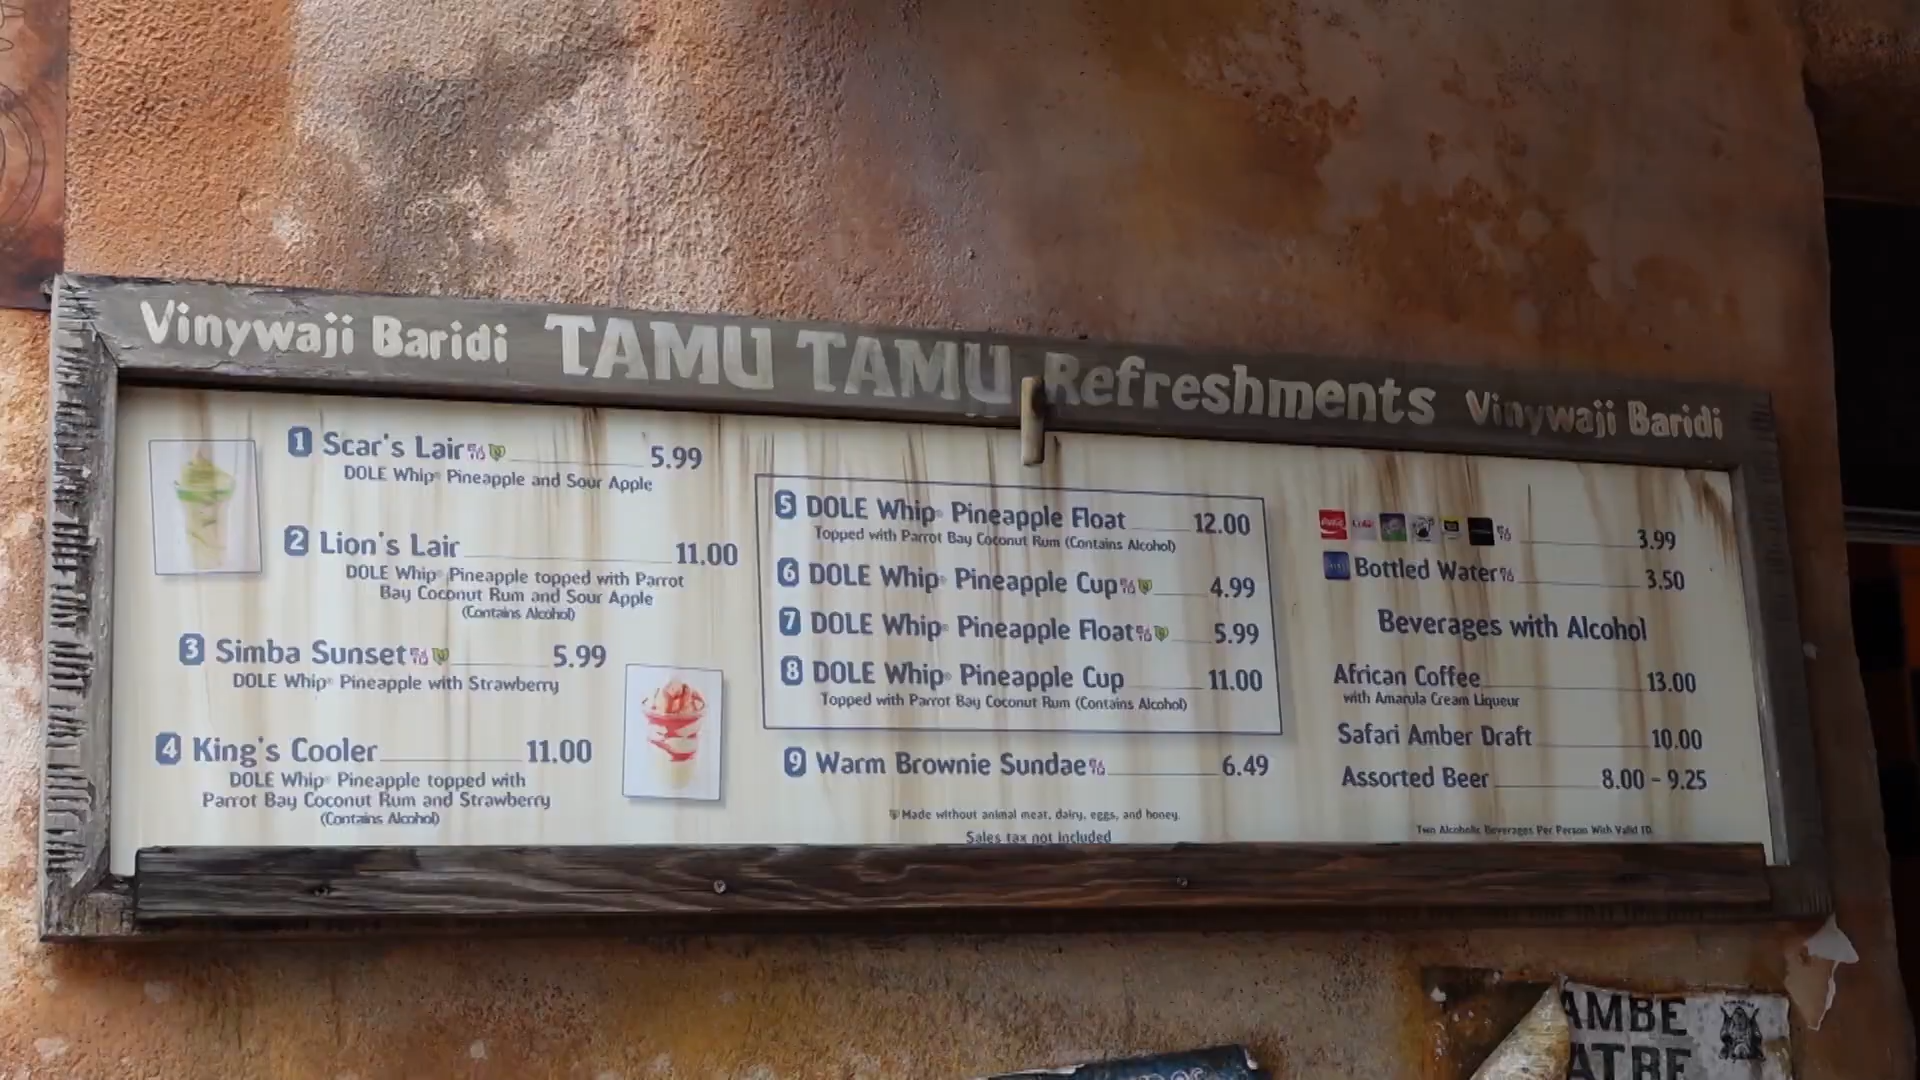 Vinywaji Baridi TAMU TAMU Refreshments Vinywaji Baridi
1 Scar's Lair 5.99
DOLE Whip® Pineapple and Sour Apple
2 Lion's Lair 11.00
DOLE Whip® Pineapple topped with Parrot
Bay Coconut Rum and Sour Apple
(Contains Alcohol)
3 Simba Sunset 5.99
DOLE Whip® Pineapple with Strawberry
4 King's Cooler 11.00
DOLE Whip® Pineapple topped with
Parrot Bay Coconut Rum and Strawberry
(Contains Alcohol)
5 DOLE Whip® Pineapple Float 12.00
Topped with Parrot Bay Coconut Rum (Contains Alcohol)
6 DOLE Whip® Pineapple Cup 4.99
7 DOLE Whip® Pineapple Float 5.99
8 DOLE Whip® Pineapple Cup 11.00
Topped with Parrot Bay Coconut Rum (Contains Alcohol)
9 Warm Brownie Sundae 6.49
Made without animal meat, dairy, eggs, and honey.
Sales tax not included
Coca-Cola 3.99
Bottled Water 3.50
Beverages with Alcohol
African Coffee 13.00
with Amarula Cream Liqueur
Safari Amber Draft 10.00
Assorted Beer 8.00 - 9.25
Two Alcoholic Beverages Per Person With Valid ID.
AMBE
ATRE